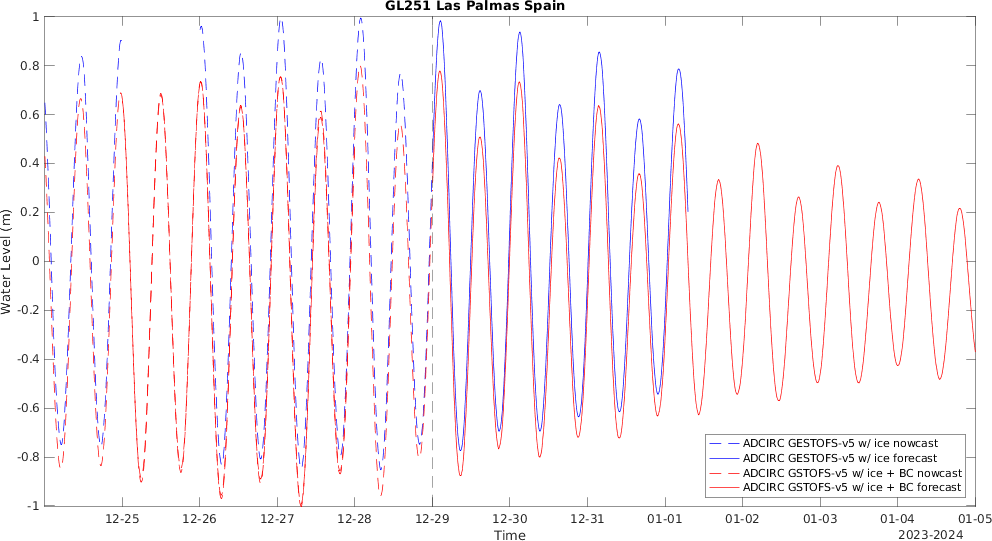 GL251 Las Palmas Spain
1
0.8
0.6
0.4
0.2
0
-0.2
-0.4
-0.6
-0.8
-1
Water Level (m)
ADCIRC GESTOFS-v5 w/ ice nowcast
ADCIRC GESTOFS-v5 w/ ice forecast
ADCIRC GSTOFS-v5 w/ ice + BC nowcast
ADCIRC GSTOFS-v5 w/ ice + BC forecast
12-25 12-26 12-27 12-28 12-29 12-30 12-31 01-01 01-02 01-03 01-04 01-05
Time
2023-2024